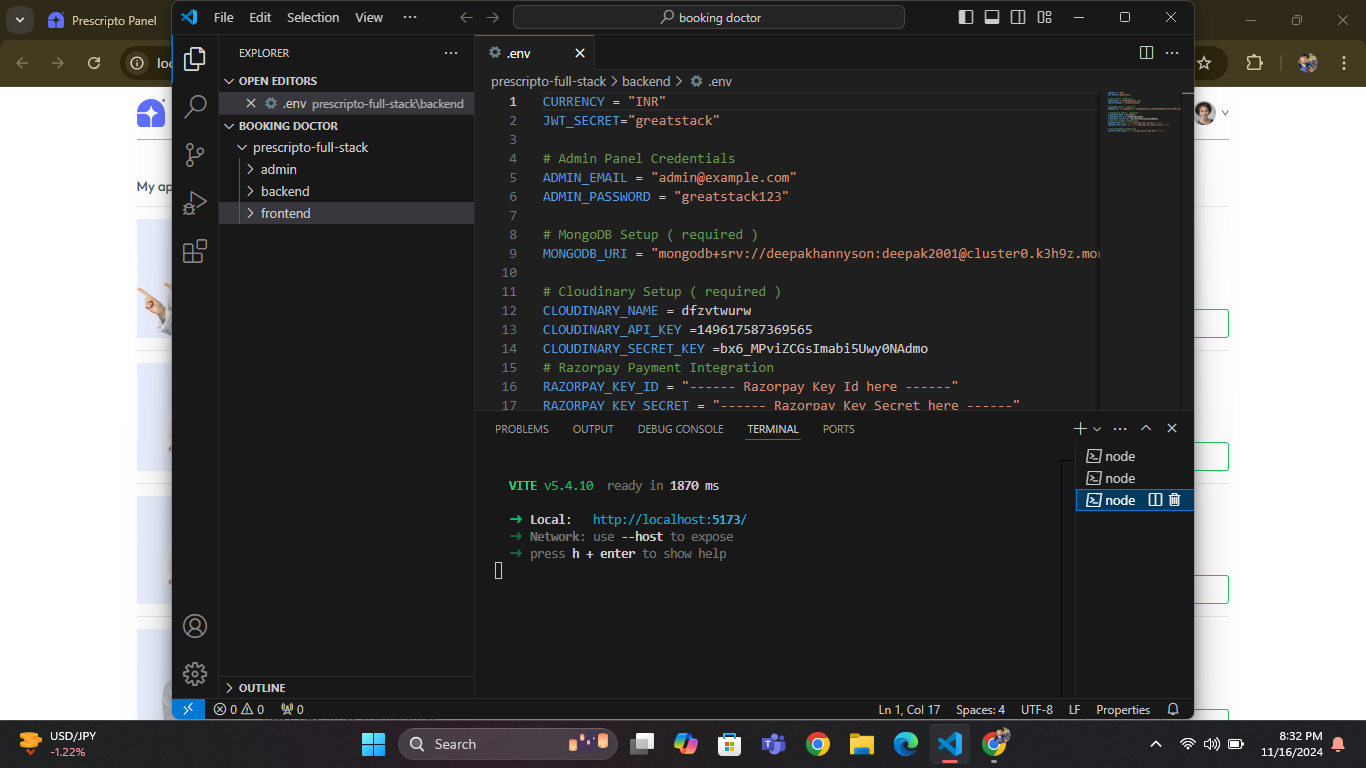 Prescripto Panel
File Edit Selection View ···
booking doctor
loc
EXPLORER
OPEN EDITORS
.env prescripto-full-stack\backend
BOOKING DOCTOR
prescripto-full-stack
admin
backend
frontend
OUTLINE
My ap
.env
prescripto-full-stack > backend > .env
1 CURRENCY = "INR"
2 JWT_SECRET="greatstack"
3
4 # Admin Panel Credentials
5 ADMIN_EMAIL = "admin@example.com"
6 ADMIN_PASSWORD = "greatstack123"
7
8 # MongoDB Setup ( required )
9 MONGODB_URI = "mongodb+srv://deepakhannyson:deepak2001@cluster0.k3h9z.mon
10
11 # Cloudinary Setup ( required )
12 CLOUDINARY_NAME = dfzvtwurw
13 CLOUDINARY_API_KEY =149617587369565
14 CLOUDINARY_SECRET_KEY =bx6_MPviZCGsImabi5Uwy0NAdmo
15 # Razorpay Payment Integration
16 RAZORPAY_KEY_ID = "------ Razorpay Key Id here ------"
17 RAZORPAY_KEY_SECRET = "------ Razorpay Key Secret here ------"
PROBLEMS OUTPUT DEBUG CONSOLE TERMINAL PORTS
VITE v5.4.10 ready in 1870 ms
➜ Local: http://localhost:5173/
➜ Network: use --host to expose
➜ press h + enter to show help
node
node
node
0 0 0
Ln 1, Col 17 Spaces: 4 UTF-8 LF Properties
USD/JPY
-1.22%
Search
8:32 PM
11/16/2024